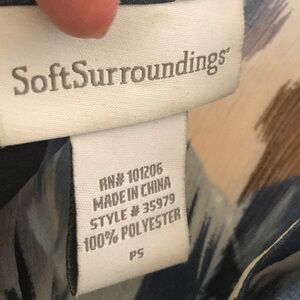 SoftSurroundings®
RN# 101206
MADE IN CHINA
STYLE # 35979
100% POLYESTER
PS